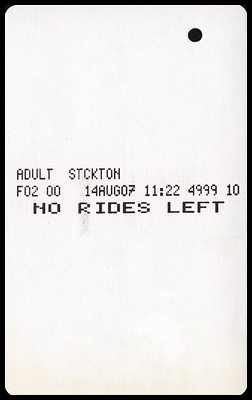 ADULT STCKTON
F02 00 14AUG07 11:22 4999 10
NO RIDES LEFT